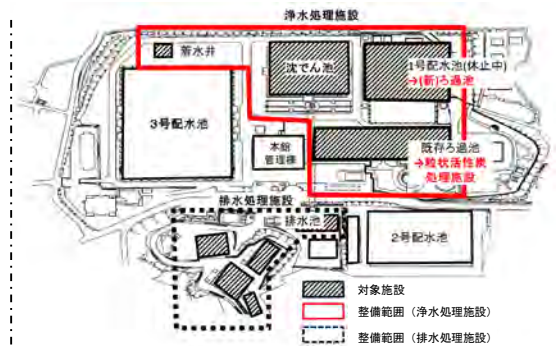 浄水処理施設
着水井
沈でん池
1号配水池(休止中)
→(新)ろ過池
3号配水池
本館
管理棟
既存ろ過池
→粒状活性炭
処理施設
排水処理施設
排水池
2号配水池
対象施設
整備範囲（浄水処理施設）
整備範囲（排水処理施設）